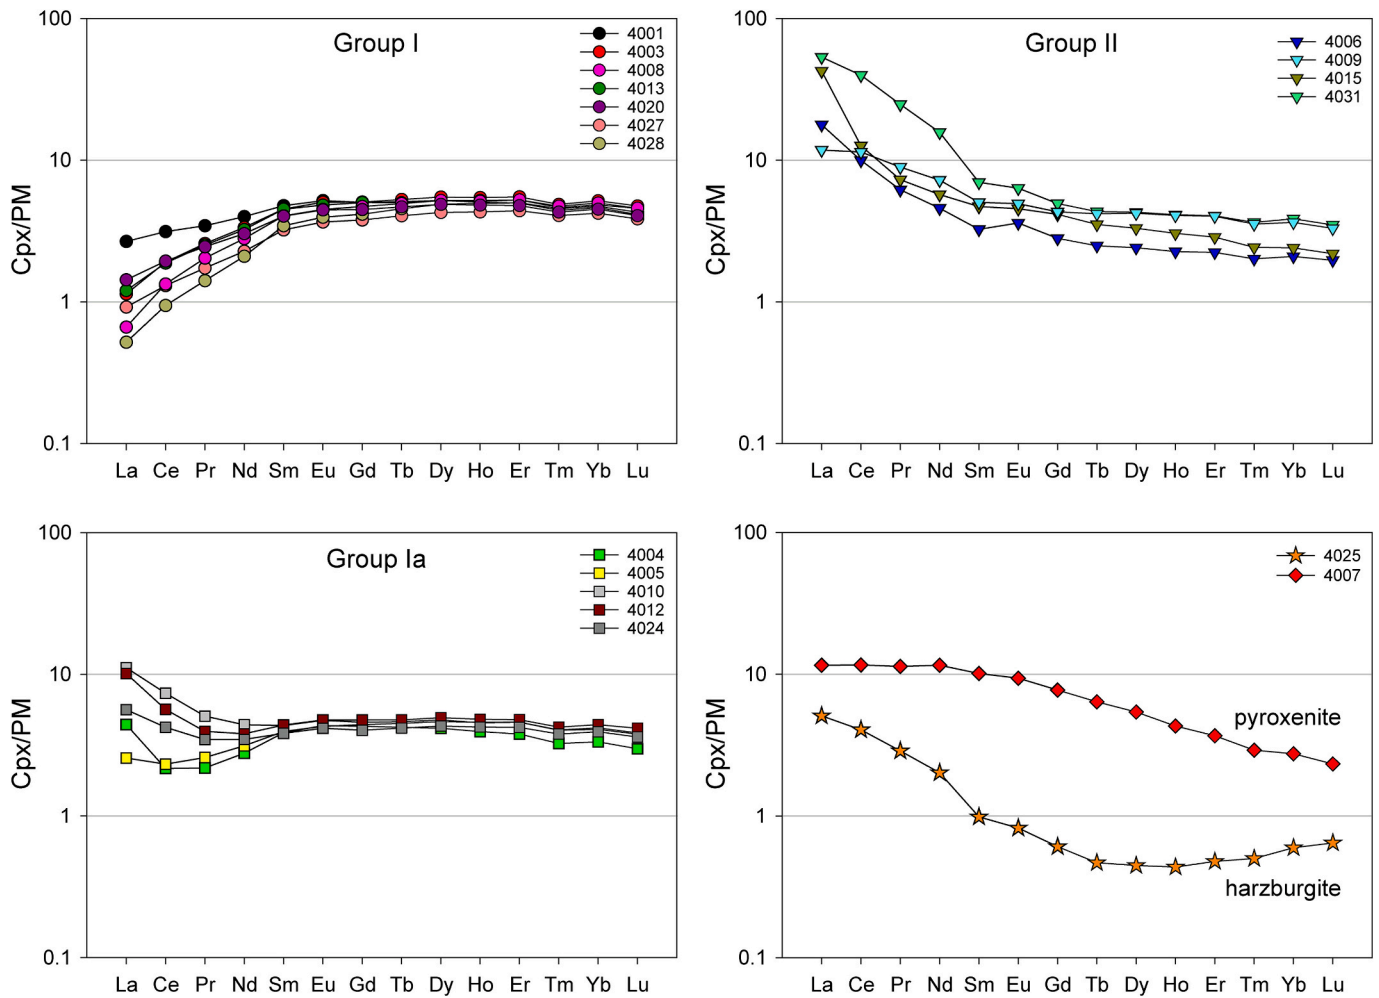 Group I
4001
4003
4008
4013
4020
4027
4028
100
10
1
0.1
Cpx/PM
La Ce Pr Nd Sm Eu Gd Tb Dy Ho Er Tm Yb Lu
Group II
4006
4009
4015
4031
100
10
1
0.1
Cpx/PM
La Ce Pr Nd Sm Eu Gd Tb Dy Ho Er Tm Yb Lu
Group Ia
4004
4005
4010
4012
4024
100
10
1
0.1
Cpx/PM
La Ce Pr Nd Sm Eu Gd Tb Dy Ho Er Tm Yb Lu
4025
4007
100
10
1
0.1
Cpx/PM
pyroxenite
harzburgite
La Ce Pr Nd Sm Eu Gd Tb Dy Ho Er Tm Yb Lu